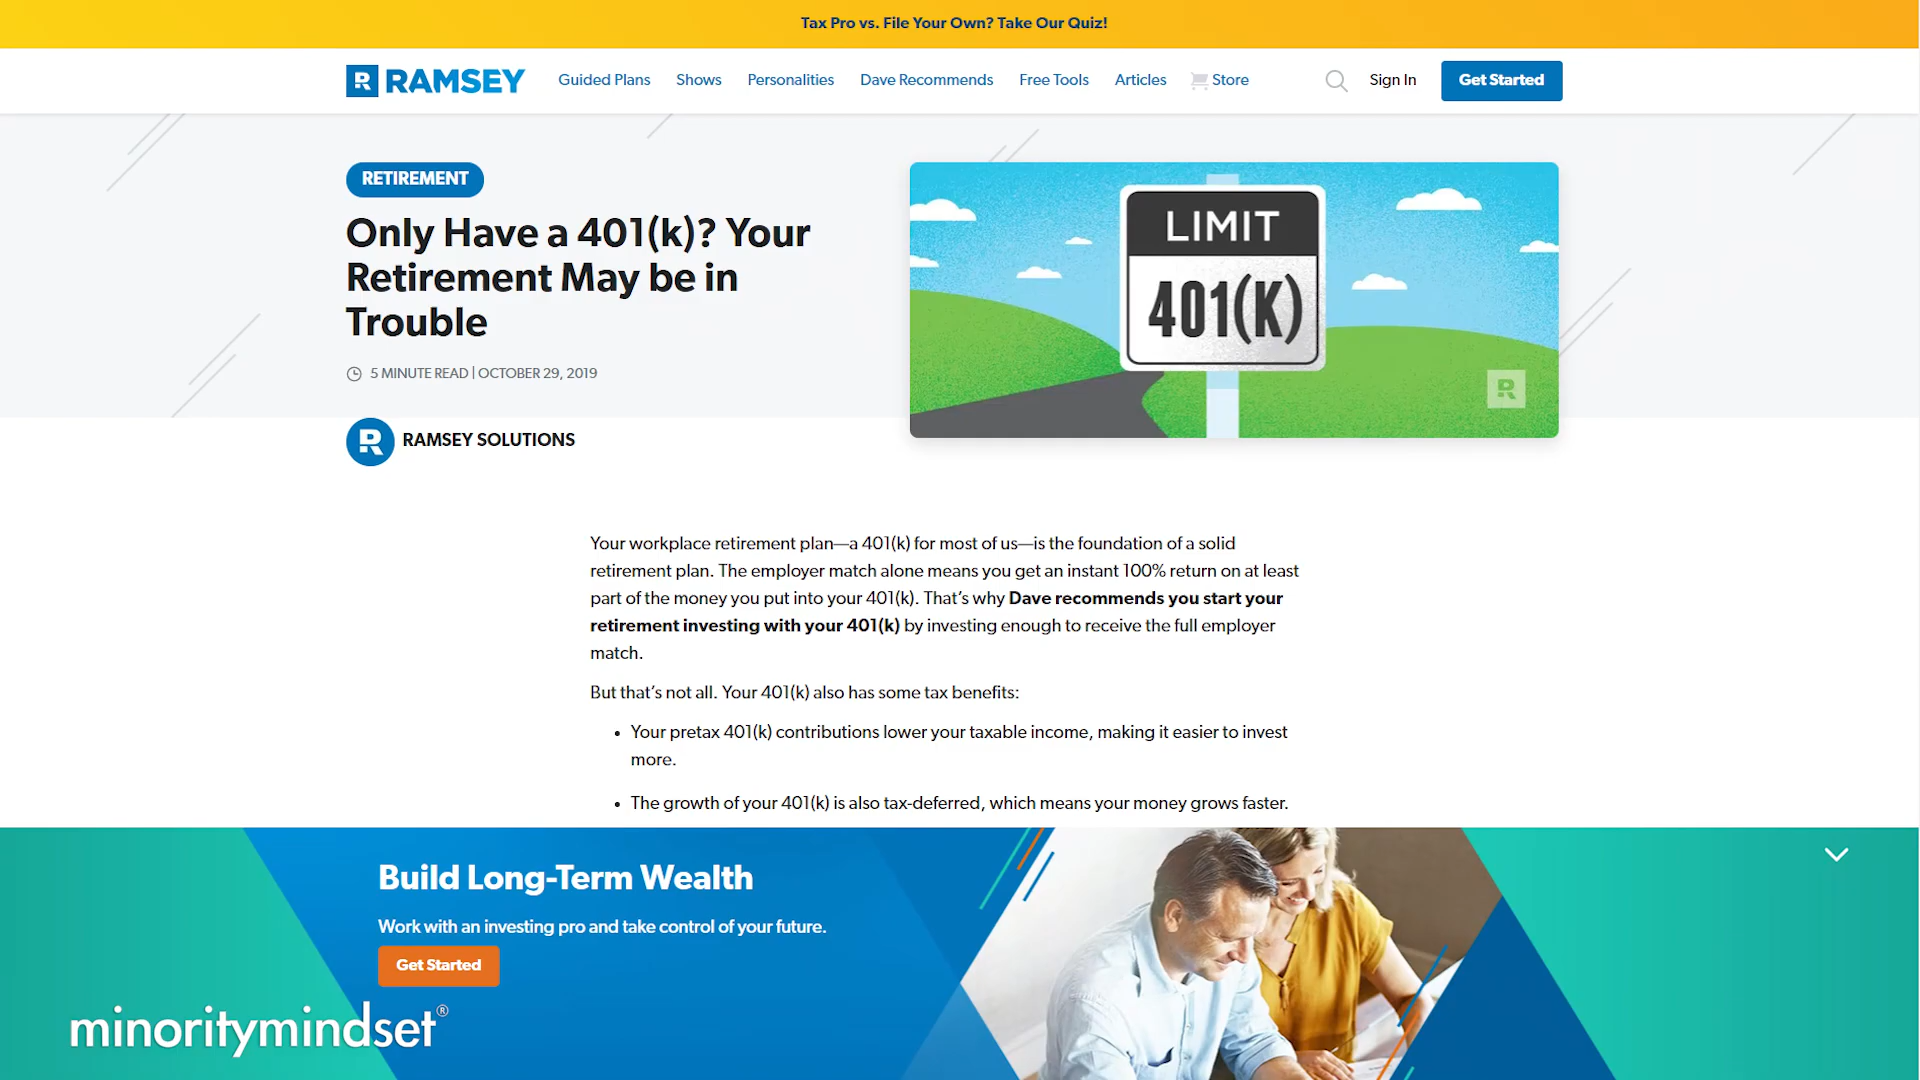 Tax Pro vs. File Your Own? Take Our Quiz!
R RAMSEY Guided Plans Shows Personalities Dave Recommends Free Tools Articles Store Sign In Get Started
RETIREMENT
Only Have a 401(k)? Your
Retirement May be in
Trouble
5 MINUTE READ | OCTOBER 29, 2019
R RAMSEY SOLUTIONS
LIMIT
401(K)
R
Your workplace retirement plan—a 401(k) for most of us—is the foundation of a solid
retirement plan. The employer match alone means you get an instant 100% return on at least
part of the money you put into your 401(k). That's why Dave recommends you start your
retirement investing with your 401(k) by investing enough to receive the full employer
match.
But that's not all. Your 401(k) also has some tax benefits:
• Your pretax 401(k) contributions lower your taxable income, making it easier to invest
more.
• The growth of your 401(k) is also tax-deferred, which means your money grows faster.
Build Long-Term Wealth
Work with an investing pro and take control of your future.
Get Started
minoritymindset®